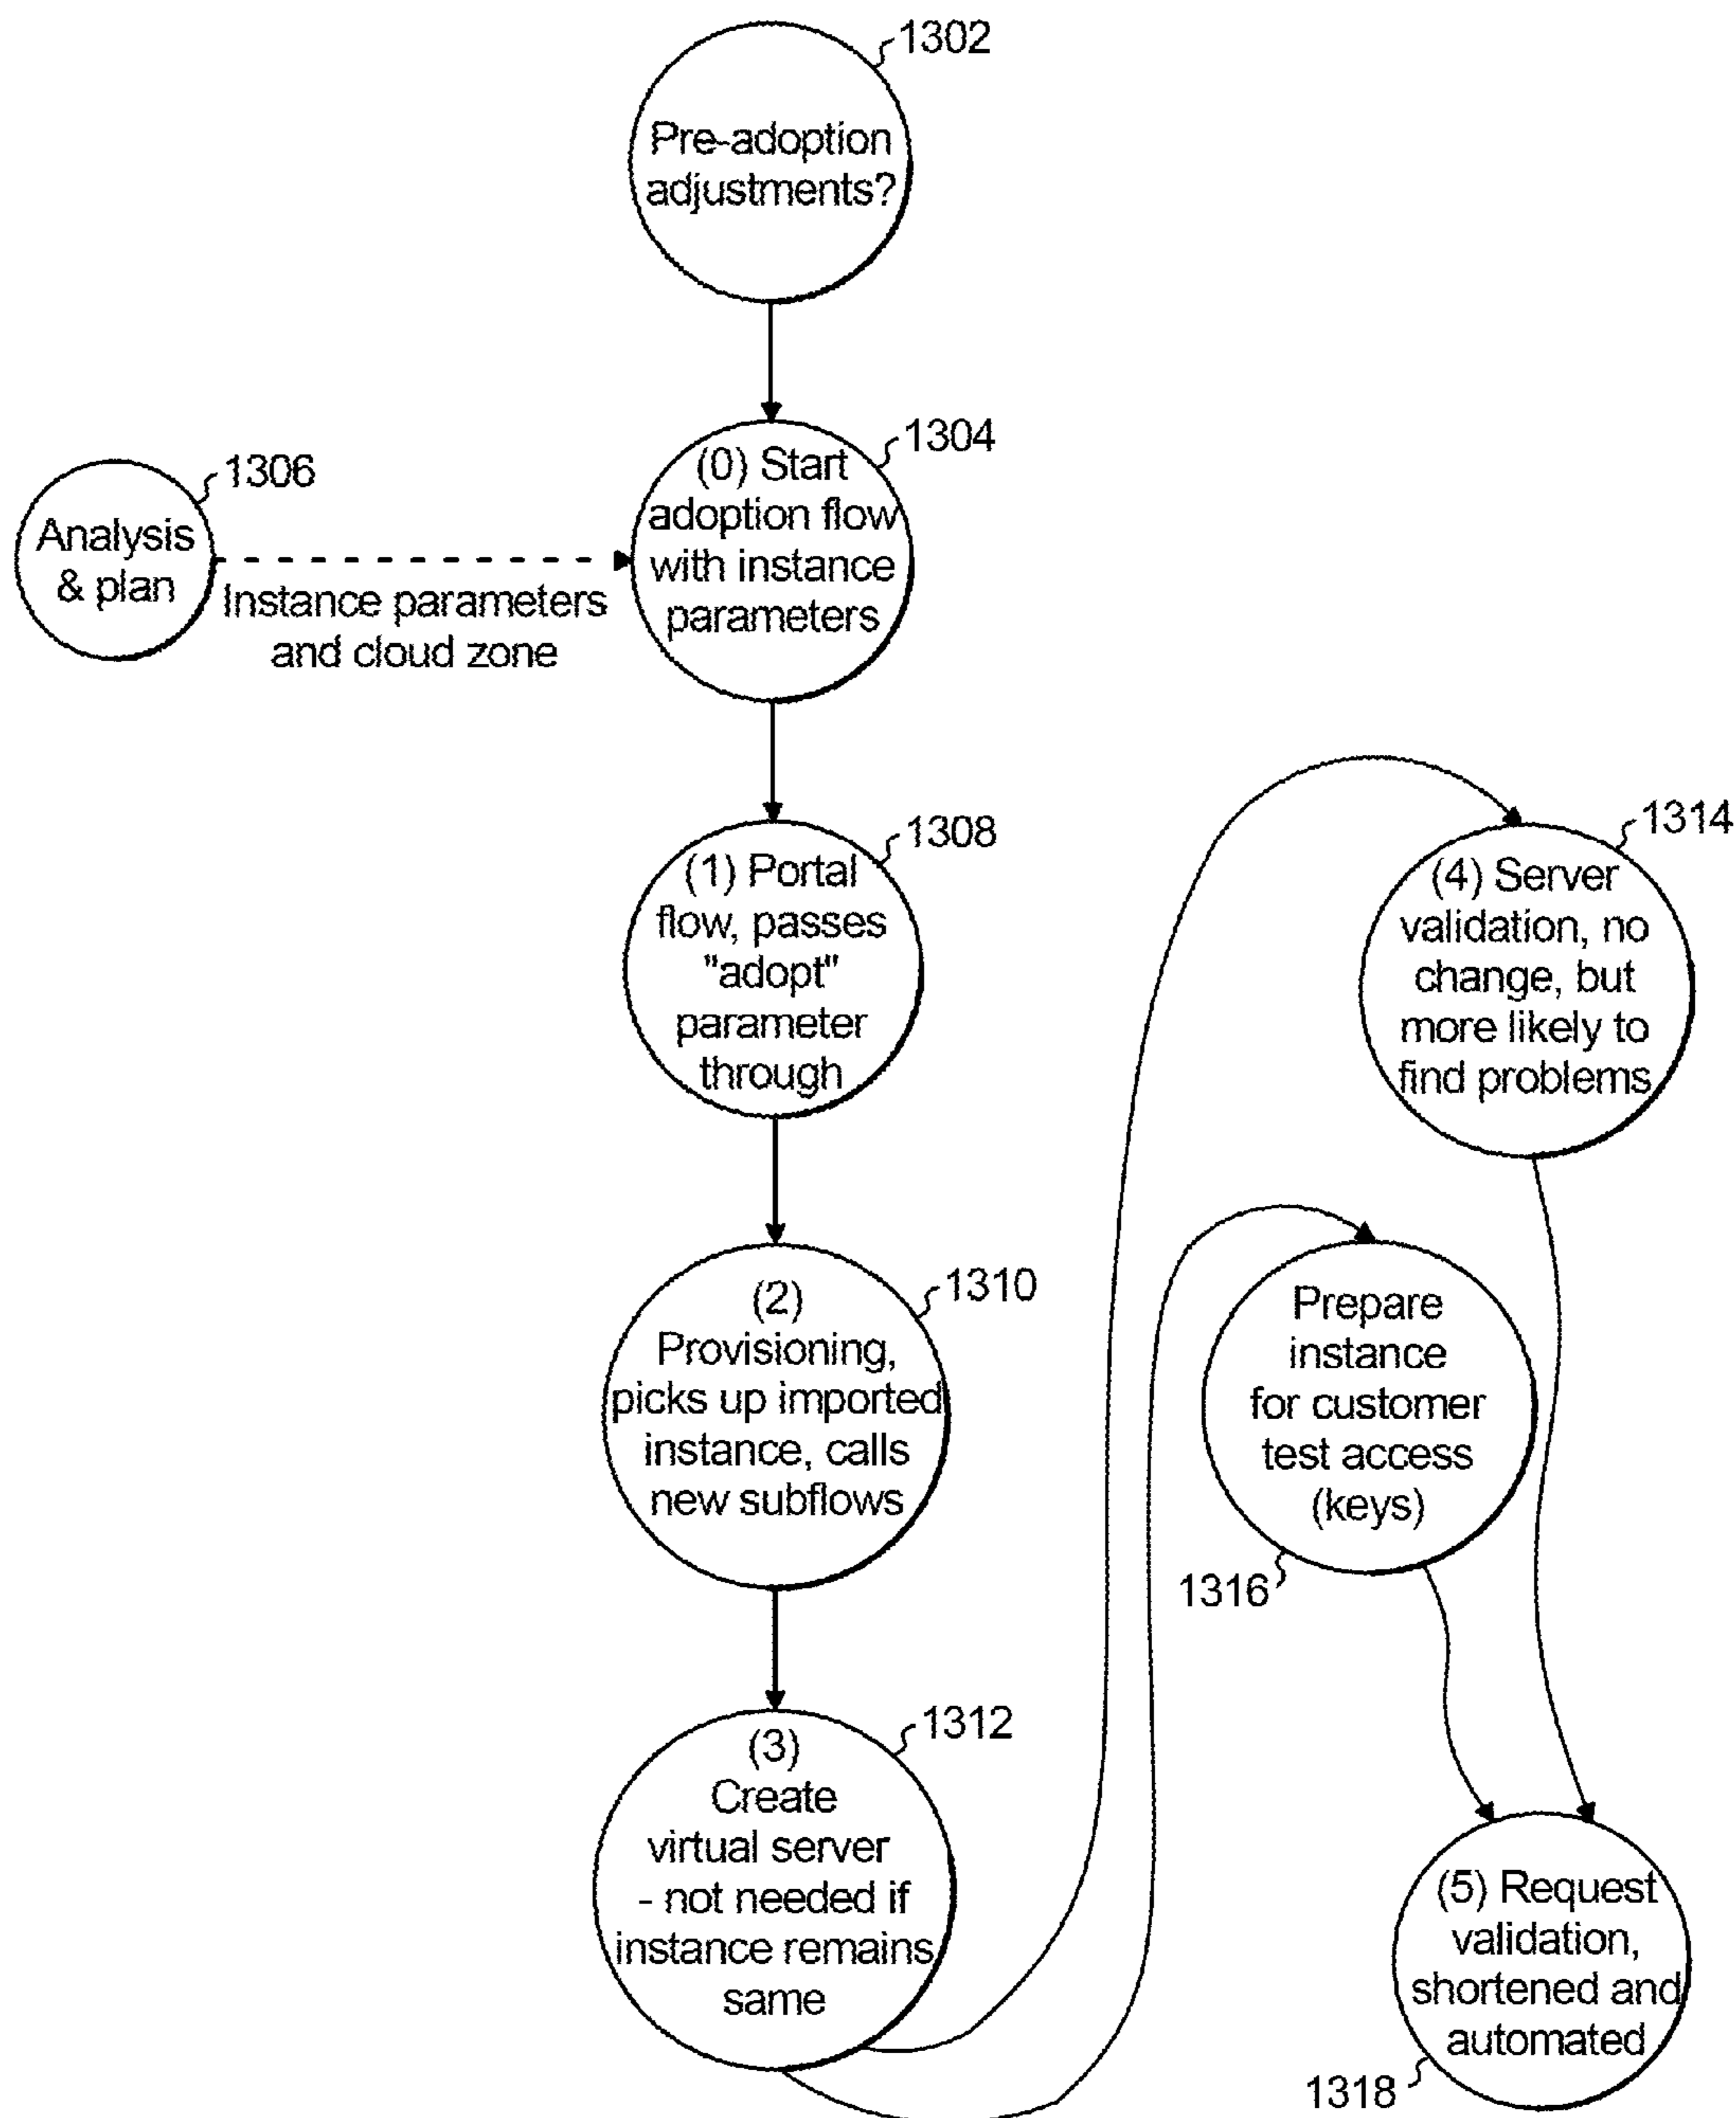 1302
Pre-adoption
adjustments?
1304
(0) Start
adoption flow
with instance
parameters
1306
Analysis
& plan
Instance parameters
and cloud zone
1308
(1) Portal
flow, passes
"adopt"
parameter
through
1310
(2)
Provisioning,
picks up imported
instance, calls
new subflows
1312
(3)
Create
virtual server
- not needed if
instance remains
same
1314
(4) Server
validation, no
change, but
more likely to
find problems
Prepare
instance
for customer
test access
(keys)
1316
(5) Request
validation,
shortened and
automated
1318